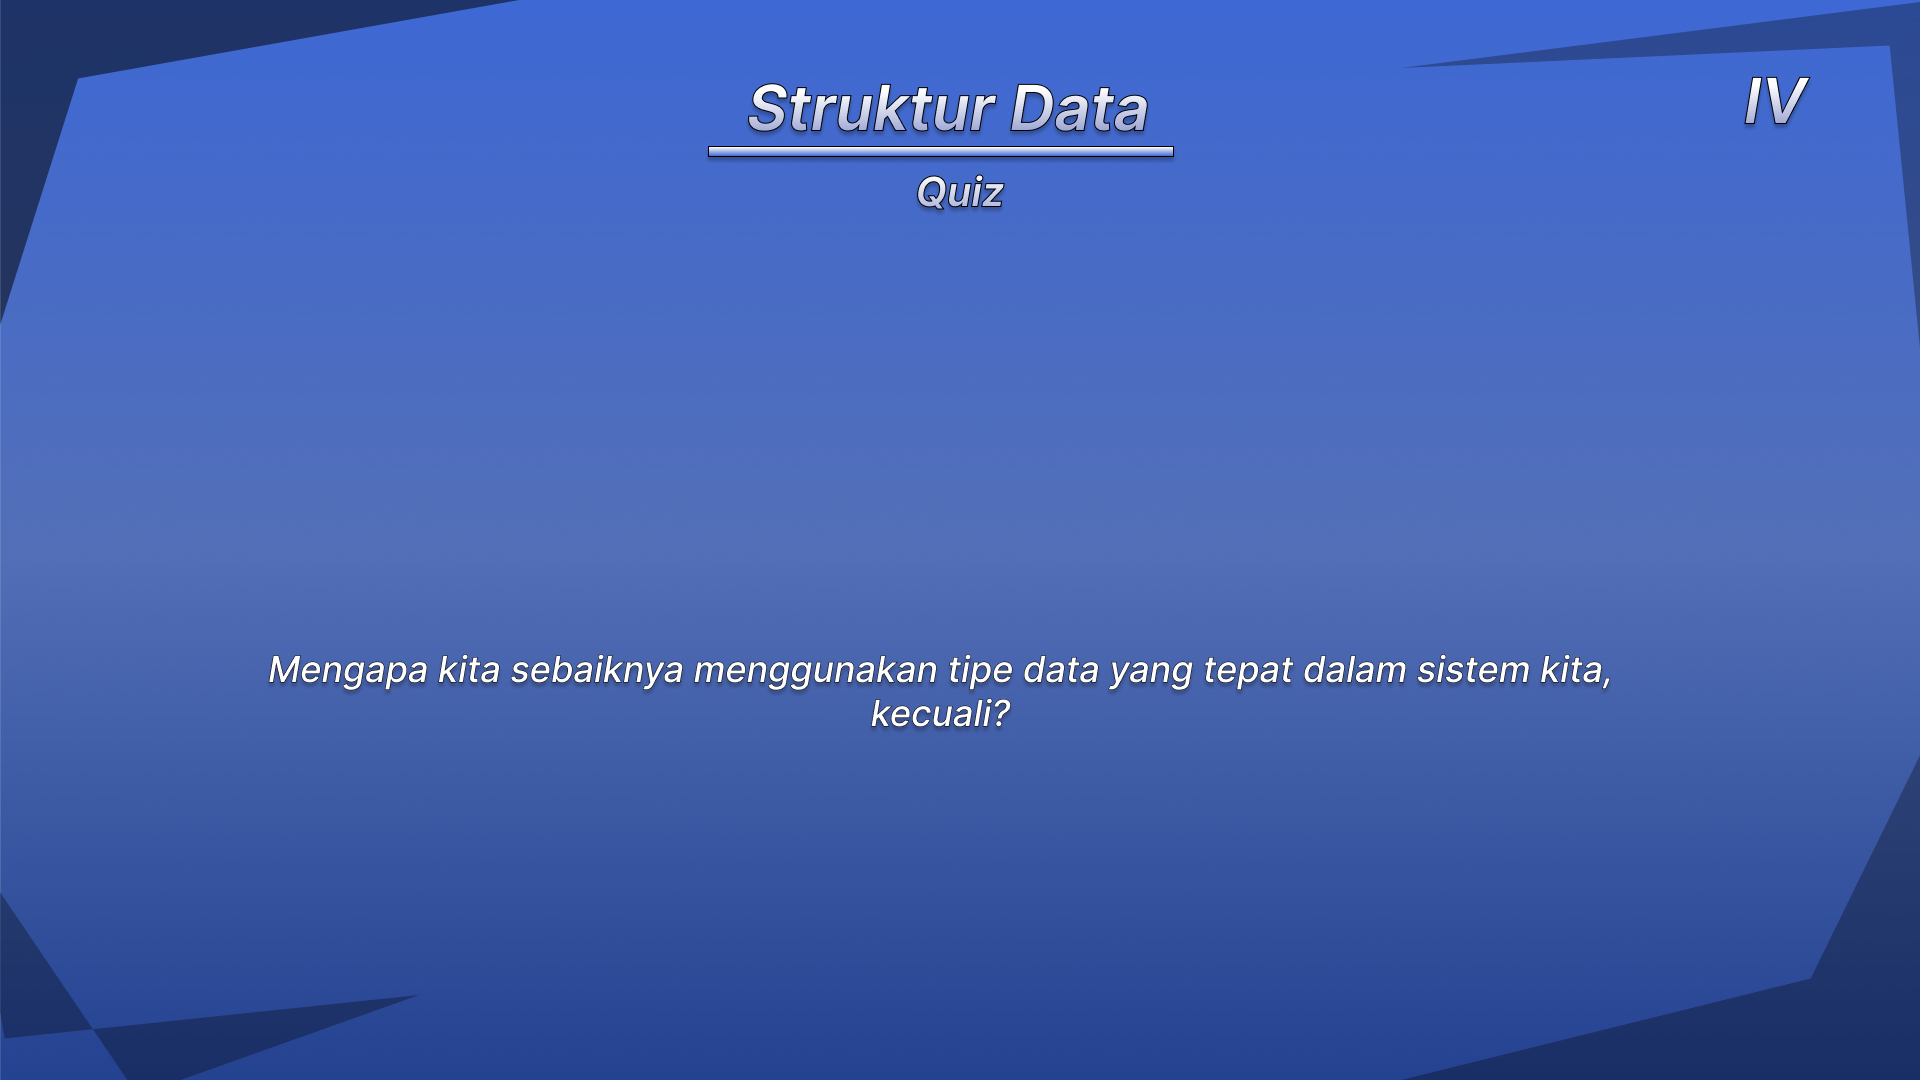 Struktur Data
IV
Quiz
Mengapa kita sebaiknya menggunakan tipe data yang tepat dalam sistem kita,
kecuali?